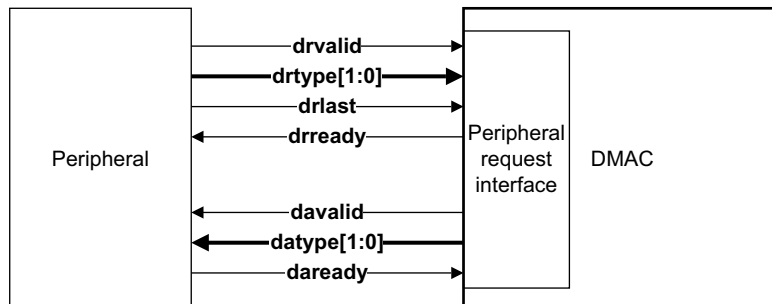 drvalid
drtype[1:0]
drlast
drready
Peripheral
Peripheral
request
interface
DMAC
davalid
datype[1:0]
daready